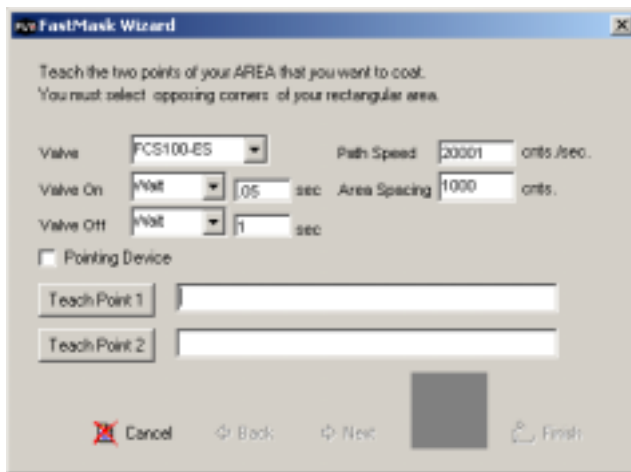 FastMask Wizard
Teach the two points of your AREA that you want to coat.
You must select opposing corners of your rectangular area.
Valve FCS100-ES Path Speed 20001 cnts./sec.
Valve On Wait .05 sec Area Spacing 1000 cnts.
Valve Off Wait 1 sec
Pointing Device
Teach Point 1
Teach Point 2
Cancel Back Next Finish